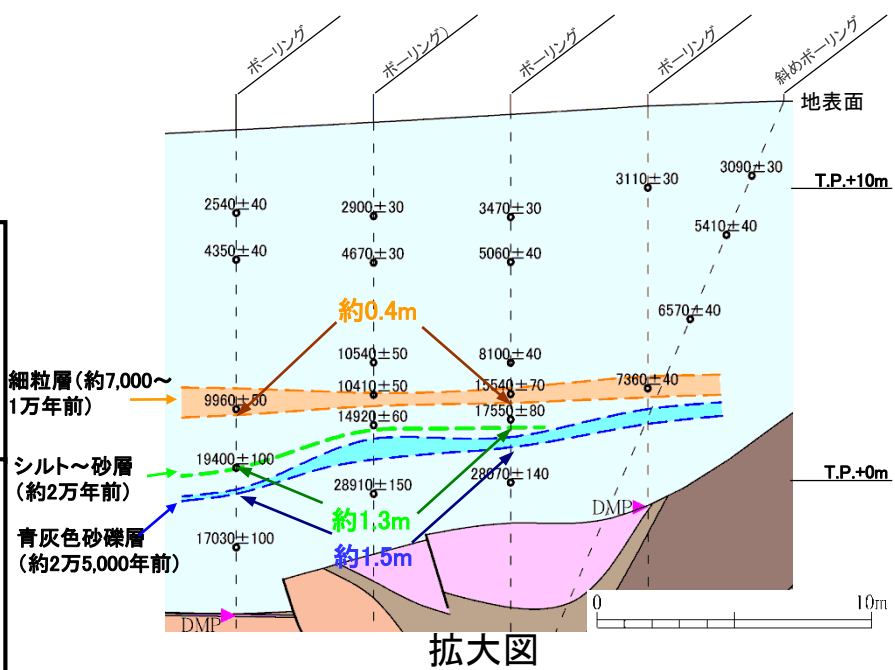 ボーリング
ボーリング)
ボーリング
ボーリング
斜めボーリング
地表面
T.P.+10m
3090±30
3110±30
2540±40
2900±30
3470±30
5410±40
4350±40
4670±30
5060±40
6570±40
約0.4m
10540±50
8100±40
細粒層(約7,000~
1万年前)
9960±50
10410±50
15540±70
7360±40
14920±60
17550±80
シルト~砂層
(約2万年前)
19400±100
28910±150
28070±140
T.P.+0m
DMP
約1.3m
約1.5m
青灰色砂礫層
(約2万5,000年前)
17030±100
DMP
0
10m
拡大図